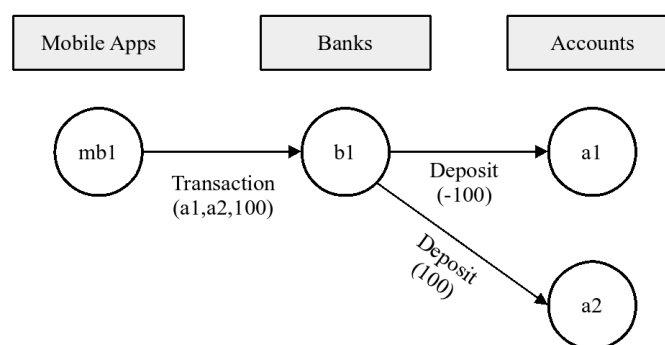 Mobile Apps
Banks
Accounts
mb1
b1
a1
Transaction
(a1,a2,100)
Deposit
(-100)
Deposit
(100)
a2